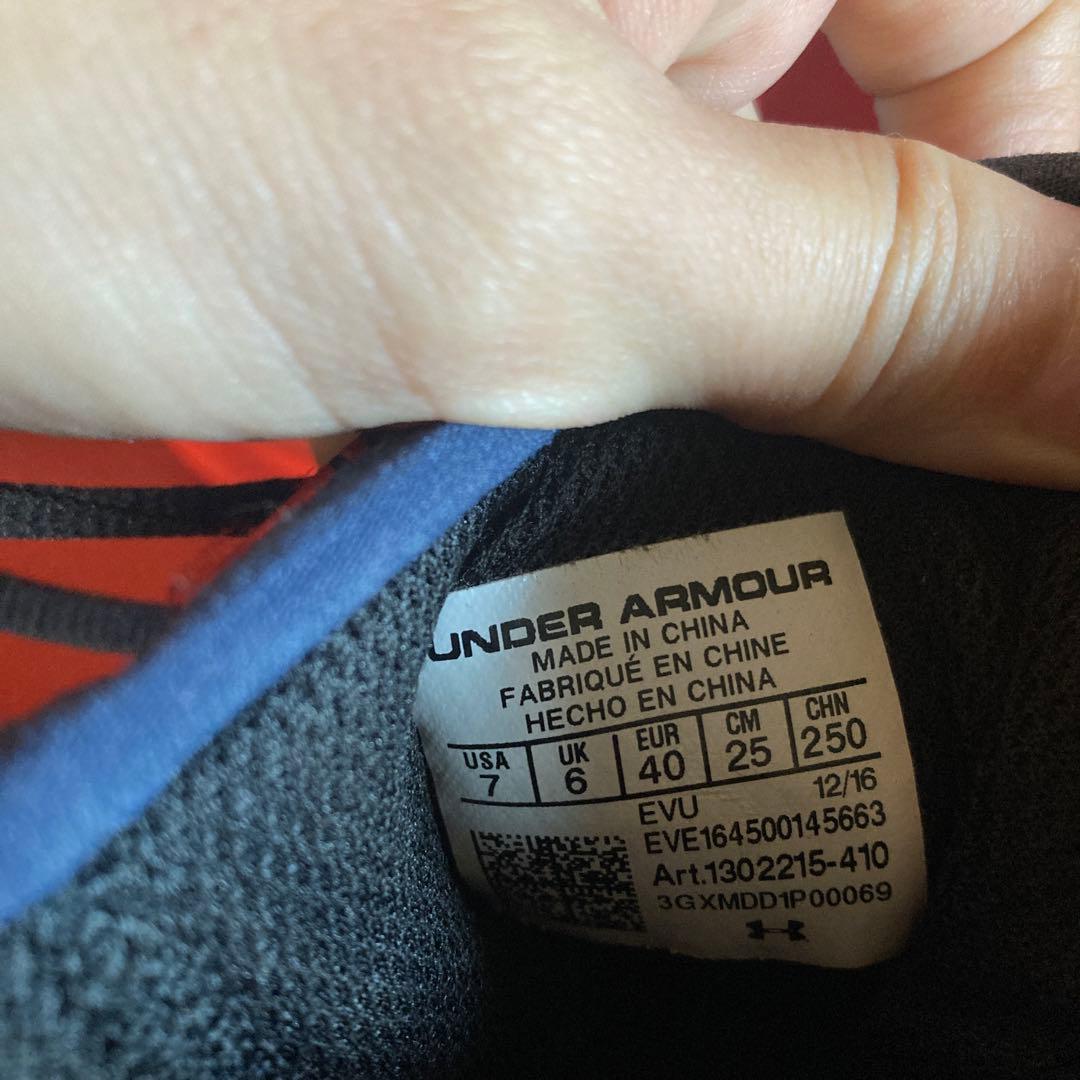 UNDER ARMOUR
MADE IN CHINA
FABRIQUÉ EN CHINE
HECHO EN CHINA
USA UK EUR CM CHN
7 6 40 25 250
EVU 12/16
EVE164500145663
Art.1302215-410
3GXMDD1P00069